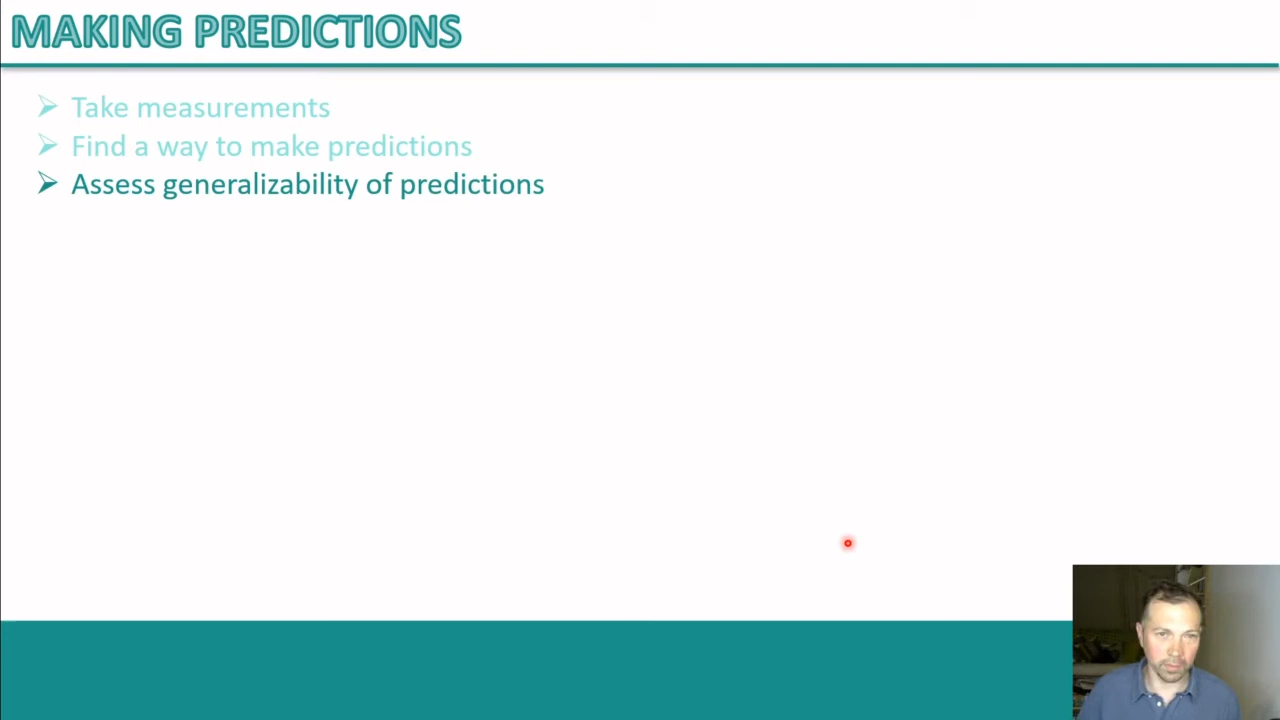 MAKING PREDICTIONS
Take measurements
Find a way to make predictions
Assess generalizability of predictions